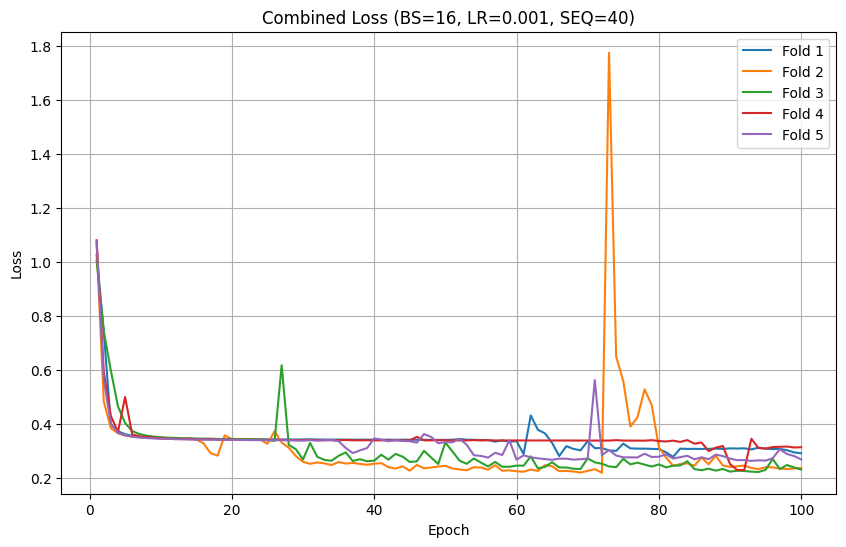 Combined Loss (BS=16, LR=0.001, SEQ=40)
Loss
1.8
1.6
1.4
1.2
1.0
0.8
0.6
0.4
0.2
Fold 1
Fold 2
Fold 3
Fold 4
Fold 5
0 20 40 60 80 100
Epoch